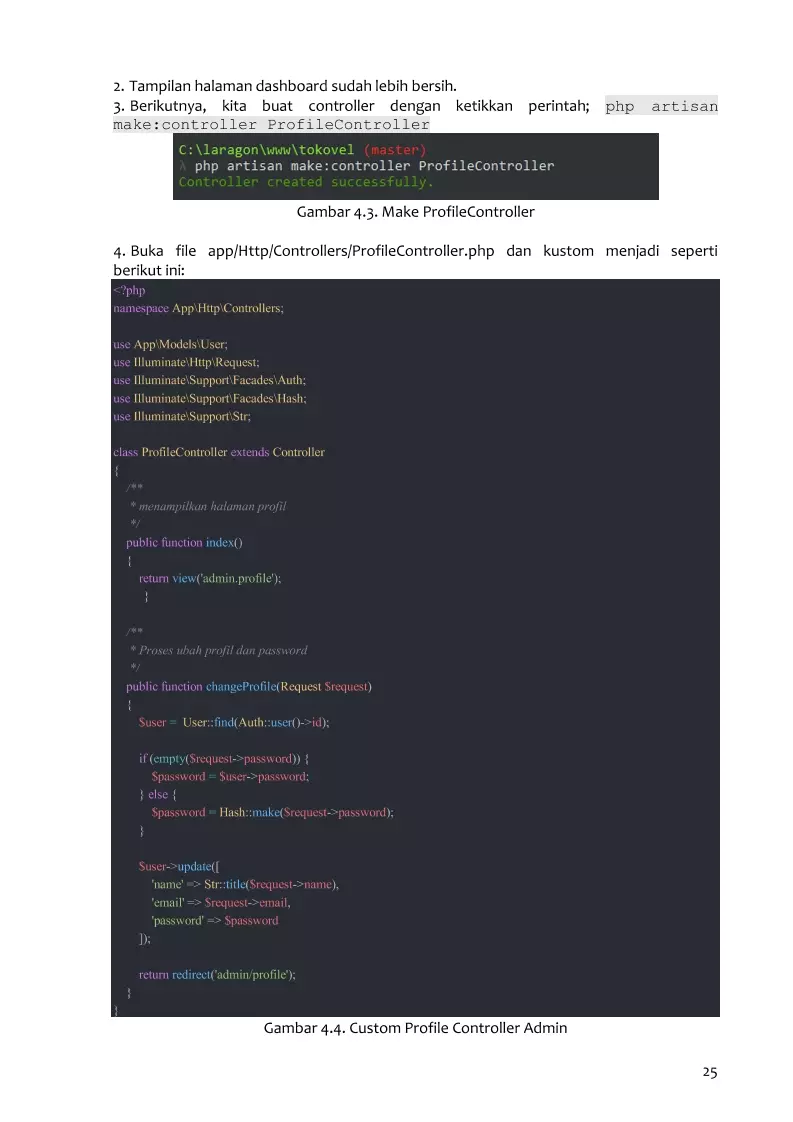 2. Tampilan halaman dashboard sudah lebih bersih.
3. Berikutnya, kita buat controller dengan ketikkan perintah; php artisan
make:controller ProfileController
C:\laragon\www\tokovel (master)
λ php artisan make:controller ProfileController
Controller created successfully.
Gambar 4.3. Make ProfileController
4. Buka file app/Http/Controllers/ProfileController.php dan kustom menjadi seperti
berikut ini:
<?php
namespace App\Http\Controllers;
use App\Models\User;
use Illuminate\Http\Request;
use Illuminate\Support\Facades\Auth;
use Illuminate\Support\Facades\Hash;
use Illuminate\Support\Str;
class ProfileController extends Controller
{
/**
* menampilkan halaman profil
*/
public function index()
{
return view('admin.profile');
}
/**
* Proses ubah profil dan password
*/
public function changeProfile(Request $request)
{
$user = User::find(Auth::user()->id);
if (empty($request->password)) {
$password = $user->password;
} else {
$password = Hash::make($request->password);
}
$user->update([
'name' => Str::title($request->name),
'email' => $request->email,
'password' => $password
]);
return redirect('admin/profile');
}
}
Gambar 4.4. Custom Profile Controller Admin
25